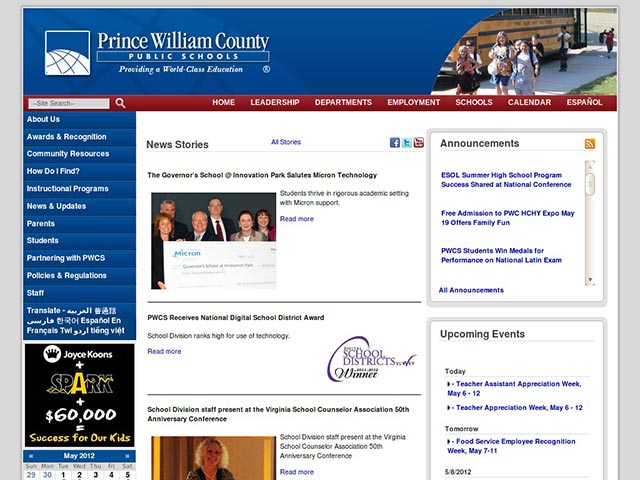 Prince William County
PUBLIC SCHOOLS
Providing a World-Class Education ®
--Site Search--
HOME LEADERSHIP DEPARTMENTS EMPLOYMENT SCHOOLS CALENDAR ESPAÑOL
About Us
Awards & Recognition
Community Resources
How Do I Find?
Instructional Programs
News & Updates
Parents
Students
Partnering with PWCS
Policies & Regulations
Staff
Translate - العربية 普通話
فارسی 한국어 Español En
Français Twi اردو tiếng việt
Joyce Koons
+
SPARK
+
$60,000
=
Success for Our Kids
« May 2012 »
Sun Mon Tue Wed Thu Fri Sat
29 30 1 2 3 4 5
News Stories
All Stories
The Governor's School @ Innovation Park Salutes Micron Technology
Micron
Governor's School at Innovation Park
Students thrive in rigorous academic setting
with Micron support.
Read more
PWCS Receives National Digital School District Award
School Division ranks high for use of technology.
Read more
DIGITAL
SCHOOL
DISTRICTS SURVEY
2011-2012
Winner
School Division staff present at the Virginia School Counselor Association 50th
Anniversary Conference
School Division staff present at the Virginia
School Counselor Association 50th
Anniversary Conference
Read more
Announcements
ESOL Summer High School Program
Success Shared at National Conference
Free Admission to PWC HCHY Expo May
19 Offers Family Fun
PWCS Students Win Medals for
Performance on National Latin Exam
All Announcements
Upcoming Events
Today
- Teacher Assistant Appreciation Week,
May 6 - 12
- Teacher Appreciation Week, May 6 - 12
Tomorrow
- Food Service Employee Recognition
Week, May 7-11
5/8/2012